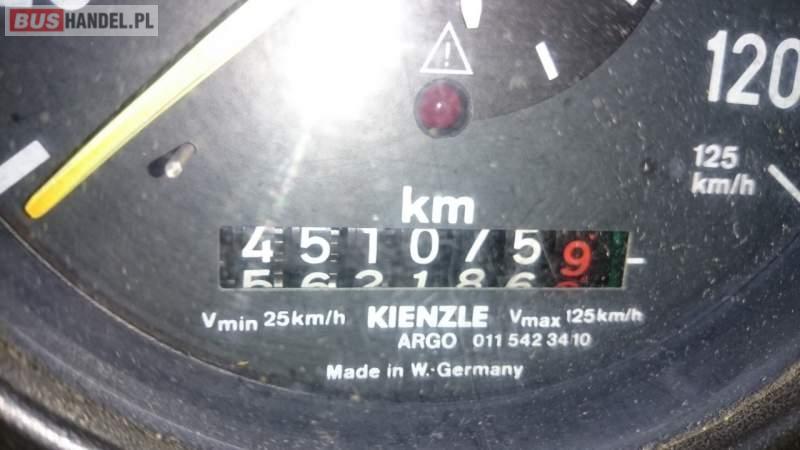 BUSHANDEL.PL
120
125
km/h
km
4510759
562186
Vmin 25km/h KIENZLE Vmax 125km/h
ARGO 011 542 34 10
Made in W.-Germany